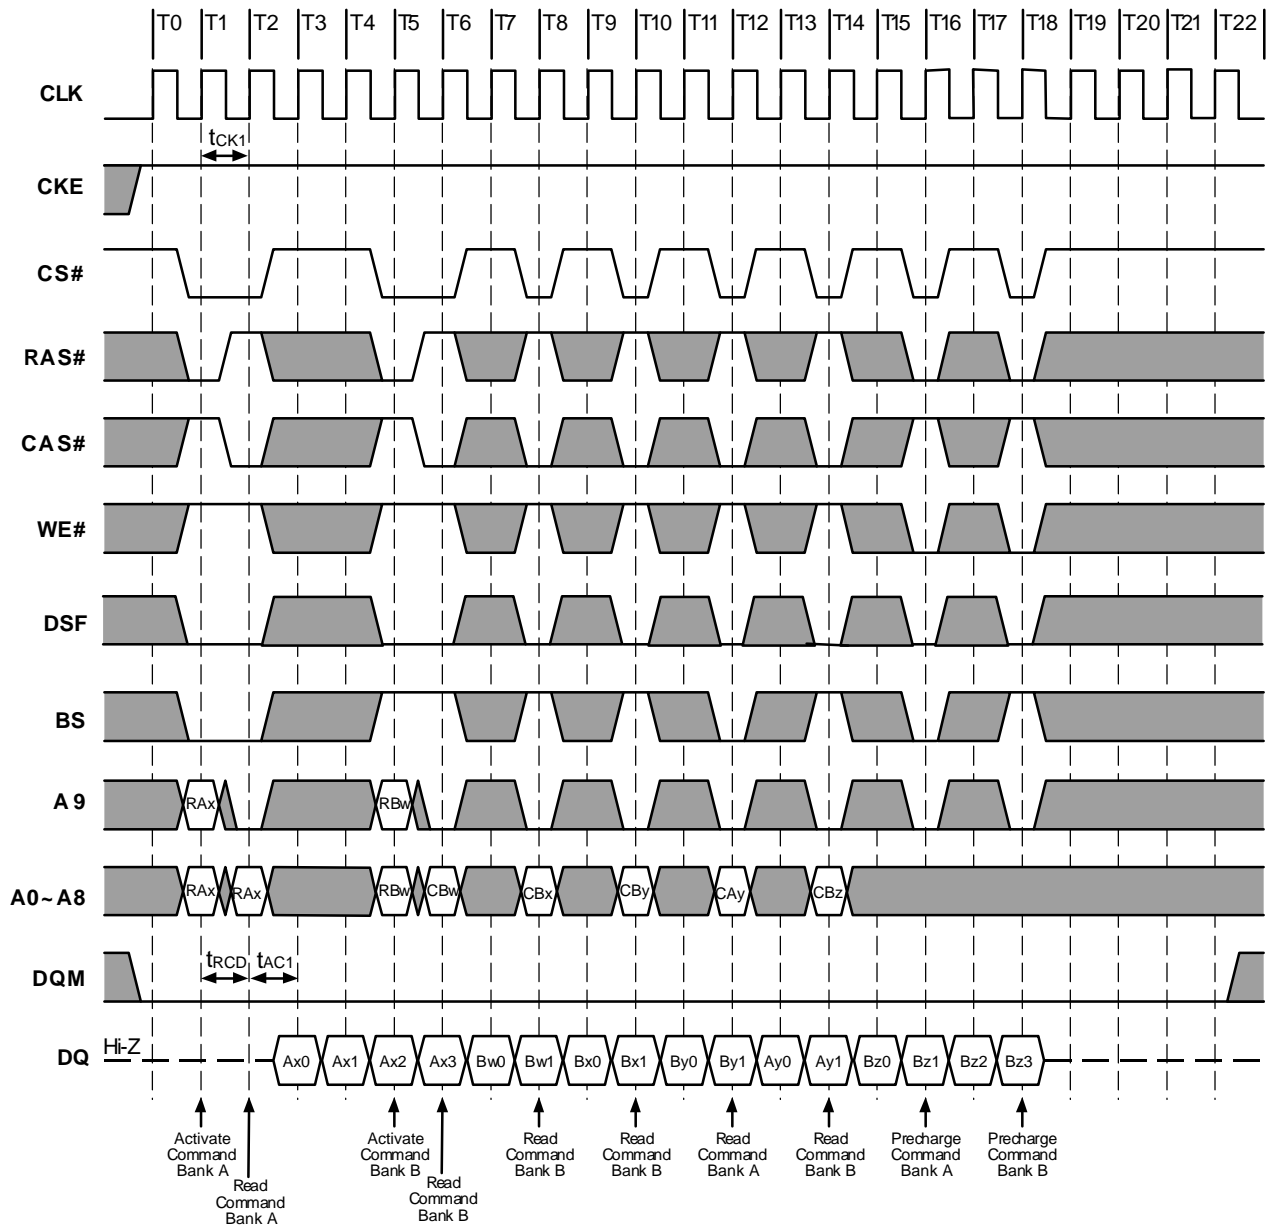 T0 T1 T2 T3 T4 T5 T6 T7 T8 T9 T10 T11 T12 T13 T14 T15 T16 T17 T18 T19 T20 T21 T22
CLK
tCK1
CKE
CS#
RAS#
CAS#
WE#
DSF
BS
A9 RAx RBw
A0~A8 RAx RAx RBw CBw CBx CBy CAy CBz
DQM tRCD tAC1
DQ Hi-Z Ax0 Ax1 Ax2 Ax3 Bw0 Bw1 Bx0 Bx1 By0 By1 Ay0 Ay1 Bz0 Bz1 Bz2 Bz3
Activate
Command
Bank A
Read
Command
Bank A
Activate
Command
Bank B
Read
Command
Bank B
Read
Command
Bank B
Read
Command
Bank B
Read
Command
Bank A
Read
Command
Bank B
Precharge
Command
Bank A
Precharge
Command
Bank B